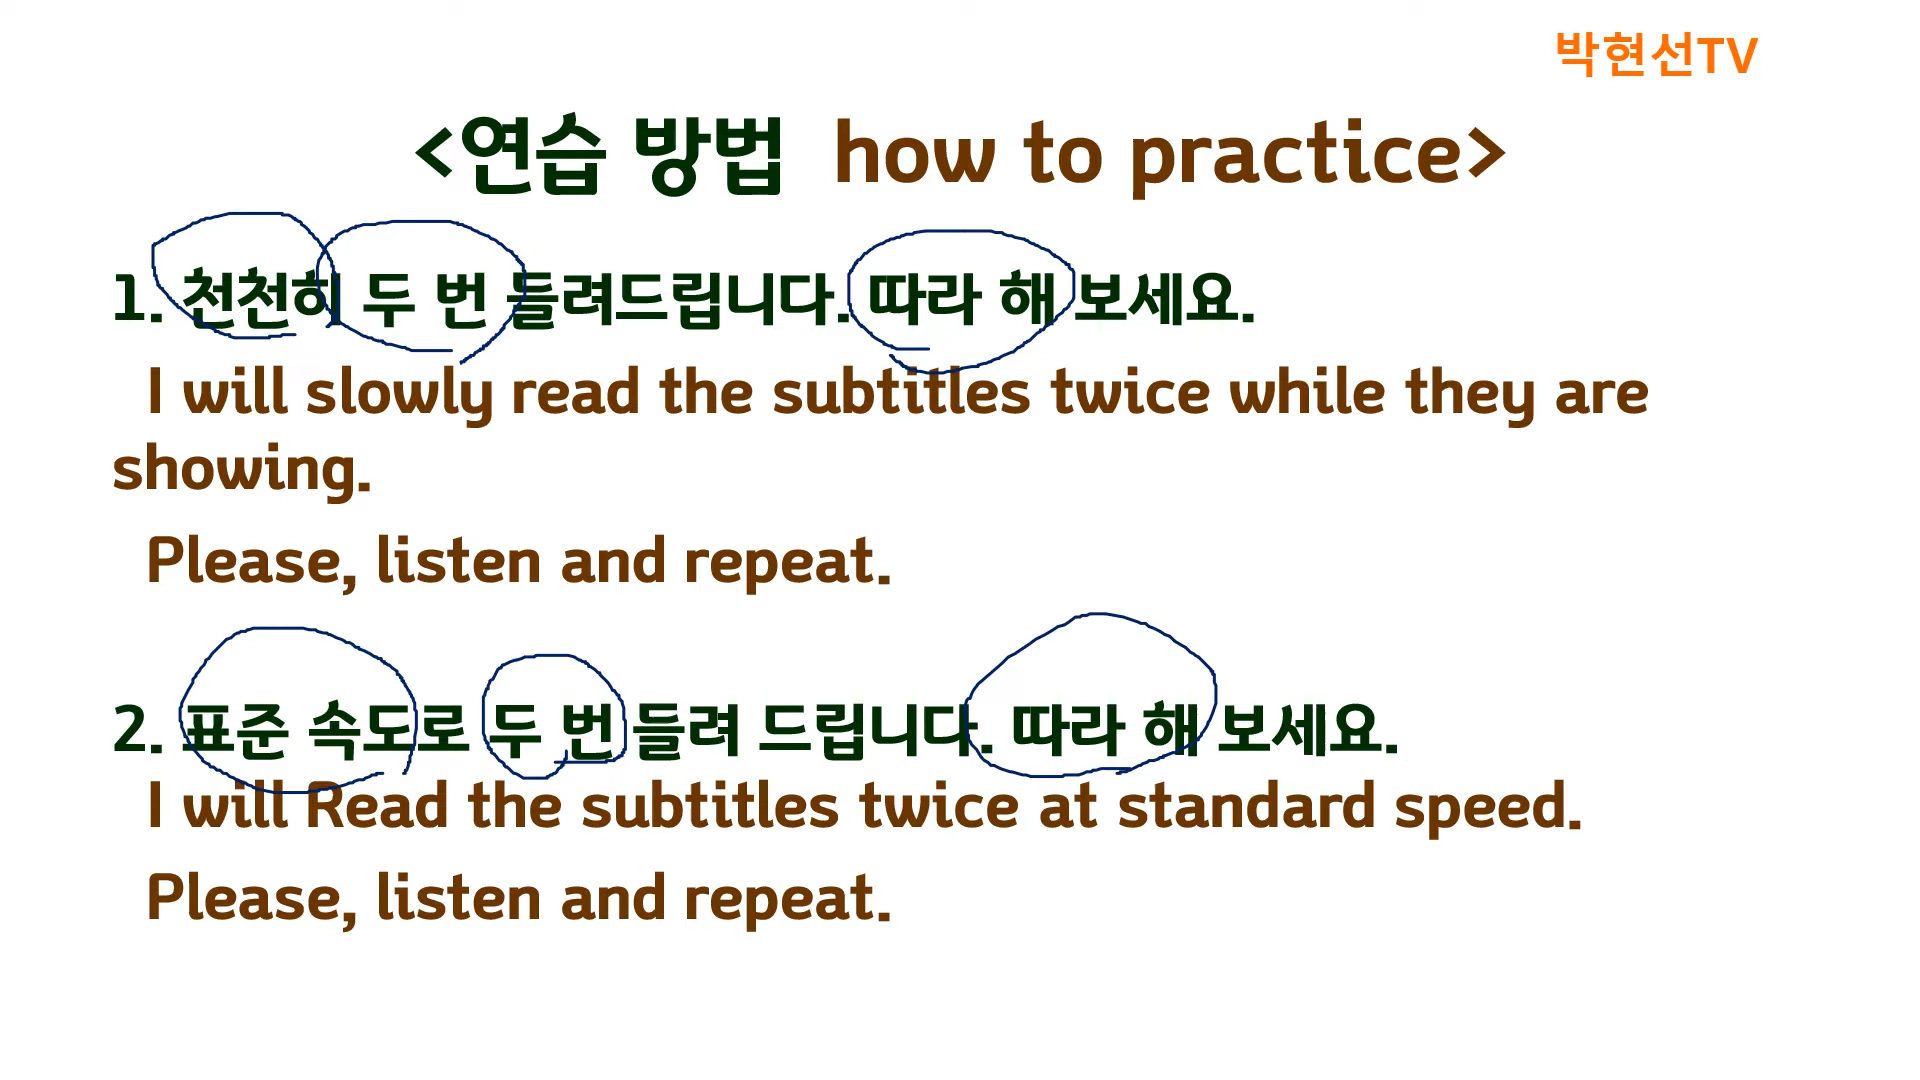 박현선TV
<연습 방법 how to practice>
1. 천천히 두 번 들려드립니다. 따라 해 보세요.
I will slowly read the subtitles twice while they are
showing.
Please, listen and repeat.
2. 표준 속도로 두 번 들려 드립니다. 따라 해 보세요.
I will Read the subtitles twice at standard speed.
Please, listen and repeat.